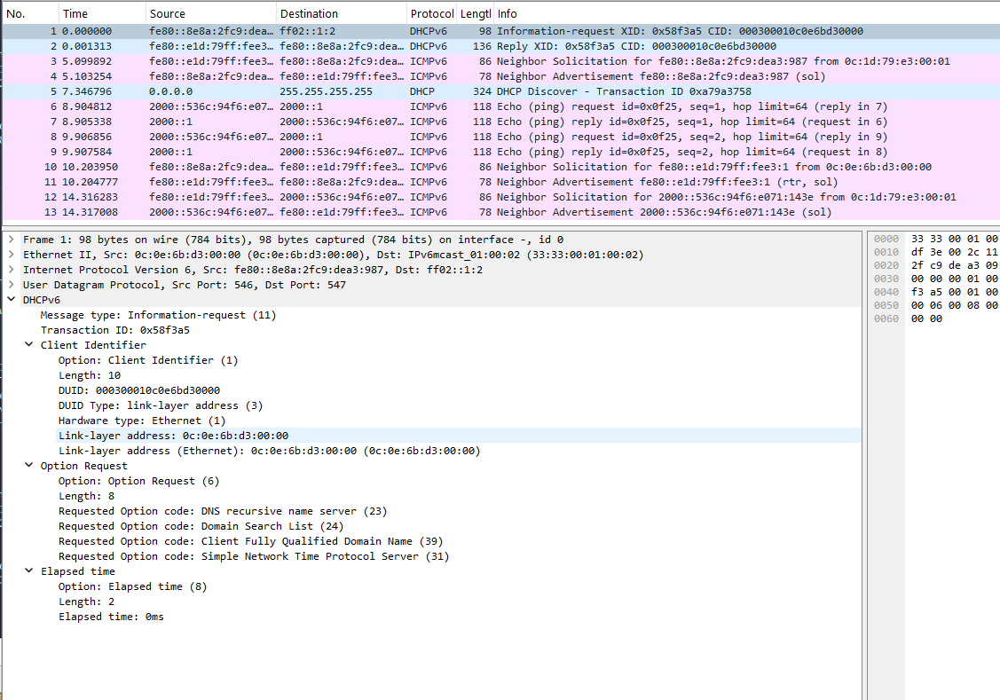 No. Time Source Destination Protocol Lengtl Info
1 0.000000 fe80::8e8a:2fc9:dea… ff02::1:2 DHCPv6 98 Information-request XID: 0x58f3a5 CID: 000300010c0e6bd30000
2 0.001313 fe80::e1d:79ff:fee3… fe80::8e8a:2fc9:dea… DHCPv6 136 Reply XID: 0x58f3a5 CID: 000300010c0e6bd30000
3 5.099892 fe80::e1d:79ff:fee3… fe80::8e8a:2fc9:dea… ICMPv6 86 Neighbor Solicitation for fe80::8e8a:2fc9:dea3:987 from 0c:1d:79:e3:00:01
4 5.103254 fe80::8e8a:2fc9:dea… fe80::e1d:79ff:fee3… ICMPv6 78 Neighbor Advertisement fe80::8e8a:2fc9:dea3:987 (sol)
5 7.346796 0.0.0.0 255.255.255.255 DHCP 324 DHCP Discover - Transaction ID 0xa79a3758
6 8.904812 2000::536c:94f6:e07… 2000::1 ICMPv6 118 Echo (ping) request id=0x0f25, seq=1, hop limit=64 (reply in 7)
7 8.905338 2000::1 2000::536c:94f6:e07… ICMPv6 118 Echo (ping) reply id=0x0f25, seq=1, hop limit=64 (request in 6)
8 9.906856 2000::536c:94f6:e07… 2000::1 ICMPv6 118 Echo (ping) request id=0x0f25, seq=2, hop limit=64 (reply in 9)
9 9.907584 2000::1 2000::536c:94f6:e07… ICMPv6 118 Echo (ping) reply id=0x0f25, seq=2, hop limit=64 (request in 8)
10 10.203950 fe80::8e8a:2fc9:dea… fe80::e1d:79ff:fee3… ICMPv6 86 Neighbor Solicitation for fe80::e1d:79ff:fee3:1 from 0c:0e:6b:d3:00:00
11 10.204777 fe80::e1d:79ff:fee3… fe80::8e8a:2fc9:dea… ICMPv6 78 Neighbor Advertisement fe80::e1d:79ff:fee3:1 (rtr, sol)
12 14.316283 fe80::e1d:79ff:fee3… 2000::536c:94f6:e07… ICMPv6 86 Neighbor Solicitation for 2000::536c:94f6:e071:143e from 0c:1d:79:e3:00:01
13 14.317008 2000::536c:94f6:e07… fe80::e1d:79ff:fee3… ICMPv6 78 Neighbor Advertisement 2000::536c:94f6:e071:143e (sol)
Frame 1: 98 bytes on wire (784 bits), 98 bytes captured (784 bits) on interface -, id 0
Ethernet II, Src: 0c:0e:6b:d3:00:00 (0c:0e:6b:d3:00:00), Dst: IPv6mcast_01:00:02 (33:33:00:01:00:02)
Internet Protocol Version 6, Src: fe80::8e8a:2fc9:dea3:987, Dst: ff02::1:2
User Datagram Protocol, Src Port: 546, Dst Port: 547
DHCPv6
Message type: Information-request (11)
Transaction ID: 0x58f3a5
Client Identifier
Option: Client Identifier (1)
Length: 10
DUID: 000300010c0e6bd30000
DUID Type: link-layer address (3)
Hardware type: Ethernet (1)
Link-layer address: 0c:0e:6b:d3:00:00
Link-layer address (Ethernet): 0c:0e:6b:d3:00:00 (0c:0e:6b:d3:00:00)
Option Request
Option: Option Request (6)
Length: 8
Requested Option code: DNS recursive name server (23)
Requested Option code: Domain Search List (24)
Requested Option code: Client Fully Qualified Domain Name (39)
Requested Option code: Simple Network Time Protocol Server (31)
Elapsed time
Option: Elapsed time (8)
Length: 2
Elapsed time: 0ms
0000 33 33 00 01 00
0010 df 3e 00 2c 11
0020 2f c9 de a3 09
0030 00 00 00 01 00
0040 f3 a5 00 01 00
0050 00 06 00 08 00
0060 00 00